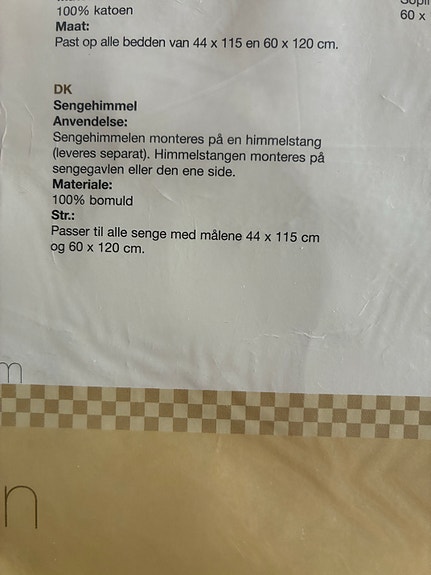 100% katoen
Maat:
Past op alle bedden van 44 x 115 en 60 x 120 cm.
60 x
DK
Sengehimmel
Anvendelse:
Sengehimmelen monteres på en himmelstang
(leveres separat). Himmelstangen monteres på
sengegavlen eller den ene side.
Materiale:
100% bomuld
Str.:
Passer til alle senge med målene 44 x 115 cm
og 60 x 120 cm.
m
n